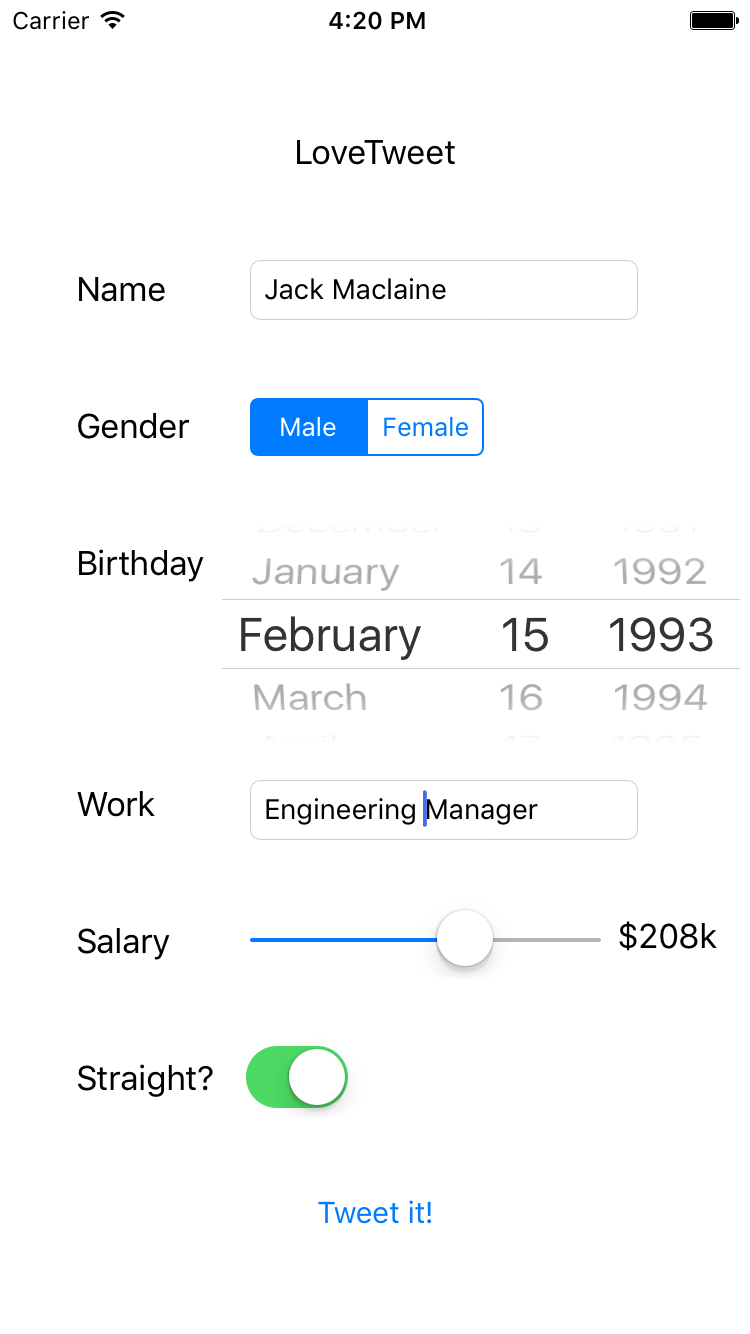 Carrier 4:20 PM
LoveTweet
Name Jack Maclaine
Gender Male Female
Birthday
January 14 1992
February 15 1993
March 16 1994
Work Engineering Manager
Salary $208k
Straight?
Tweet it!